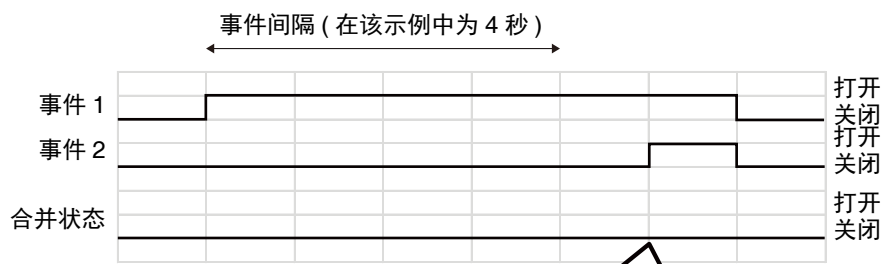 事件间隔 ( 在该示例中为 4 秒 )
事件 1
打开
关闭
事件 2
打开
关闭
合并状态
打开
关闭